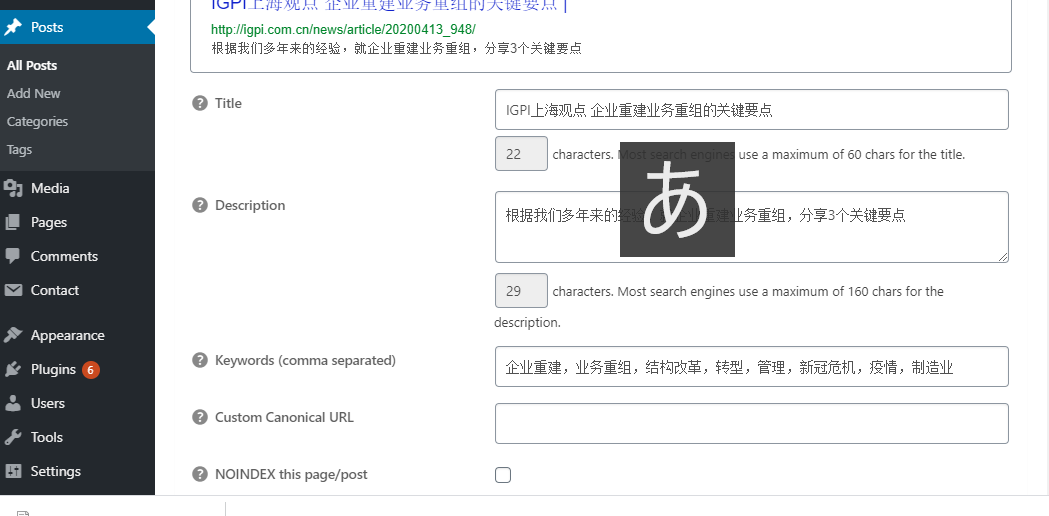 IGPI上海观点 企业重建业务重组的关键要点 |
http://igpi.com.cn/news/article/20200413_948/
根据我们多年来的经验，就企业重建业务重组，分享3个关键要点
Posts
All Posts
Add New
Categories
Tags
Media
Pages
Comments
Contact
Appearance
Plugins 6
Users
Tools
Settings
Title
IGPI上海观点 企业重建业务重组的关键要点
22 characters. Most search engines use a maximum of 60 chars for the title.
あ
Description
根据我们多年来的经验，就企业重建业务重组，分享3个关键要点
29 characters. Most search engines use a maximum of 160 chars for the
description.
Keywords (comma separated)
企业重建，业务重组，结构改革，转型，管理，新冠危机，疫情，制造业
Custom Canonical URL
NOINDEX this page/post